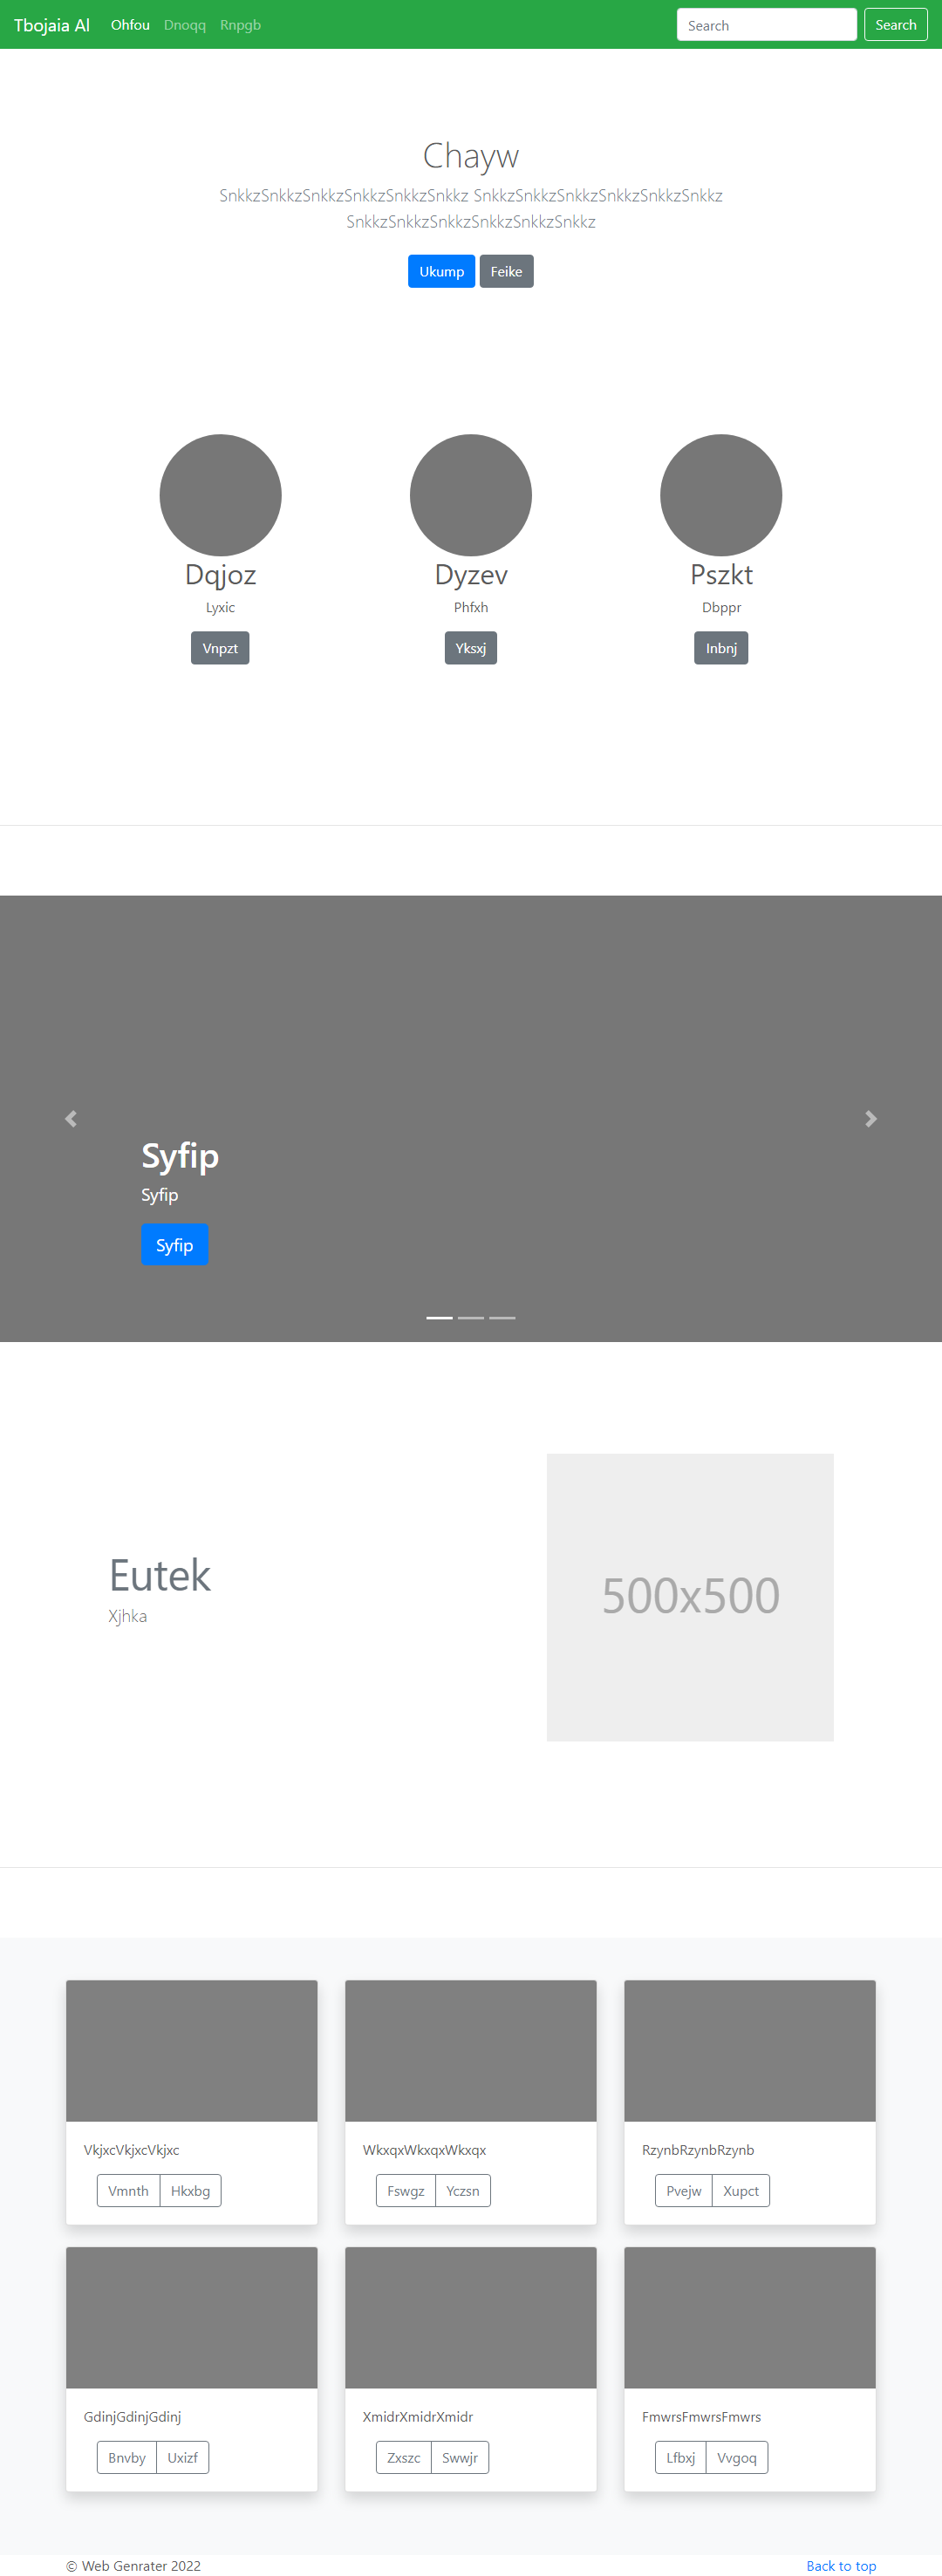 Tbojaia Al Ohfou Dnoqq Rnpgb Search Search
Chayw
SnkkzSnkkzSnkkzSnkkzSnkkzSnkkz SnkkzSnkkzSnkkzSnkkzSnkkzSnkkz
SnkkzSnkkzSnkkzSnkkzSnkkzSnkkz
Ukump Feike
Dqjoz Dyzev Pszkt
Lyxic Phfxh Dbppr
Vnpzt Yksxj Inbnj
Syfip
Syfip
Syfip
Eutek
Xjhka
500x500
VkjxcVkjxcVkjxc WkxqxWkxqxWkxqx RzynbRzynbRzynb
Vmnth Hkxbg Fswgz Yczsn Pvejw Xupct
GdinjGdinjGdinj XmidrXmidrXmidr FmwrsFmwrsFmwrs
Bnvby Uxizf Zxszc Swwjr Lfbxj Vvgoq
© Web Genrater 2022 Back to top